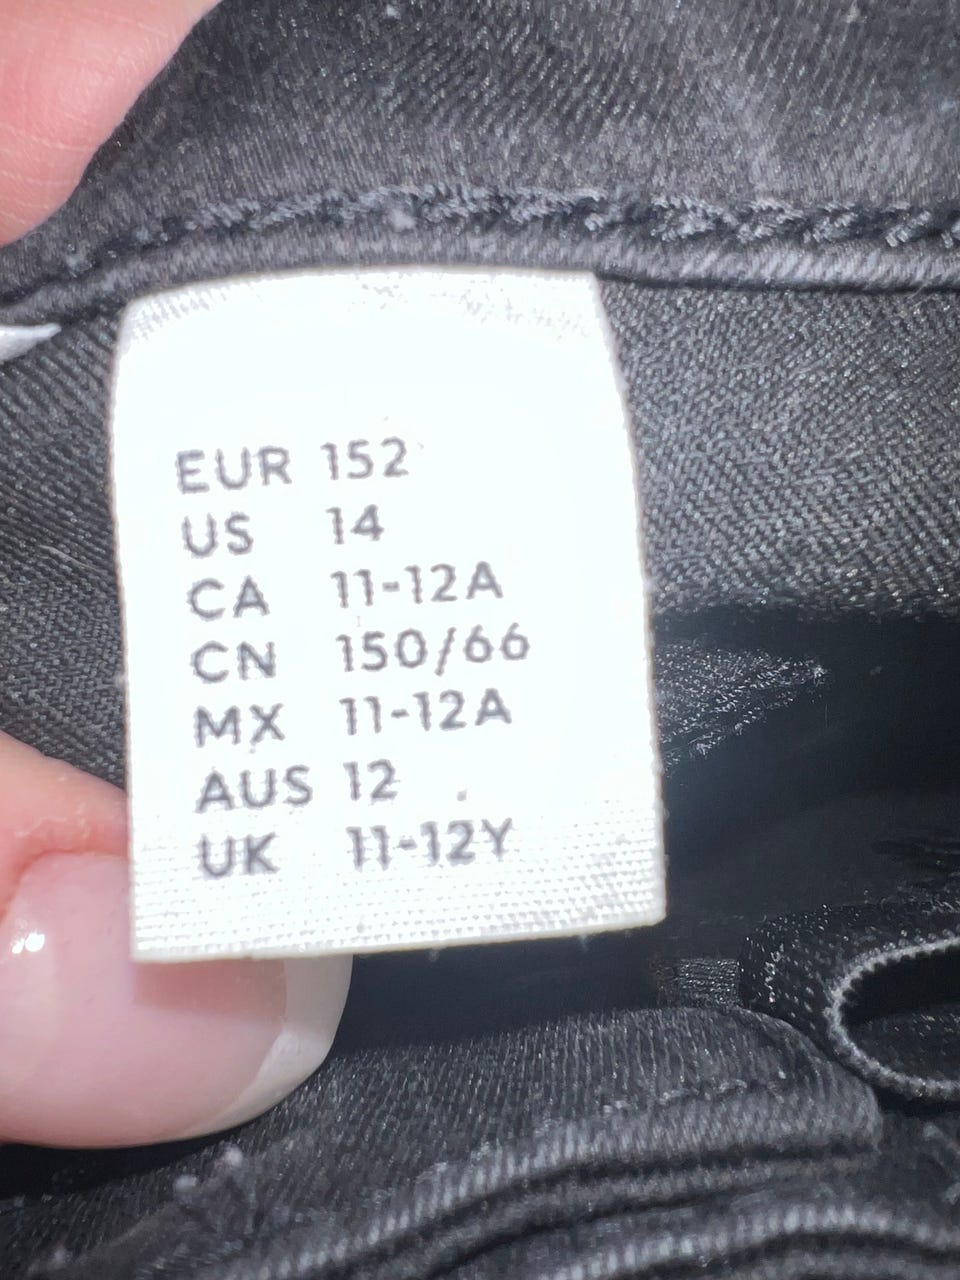 EUR 152
US 14
CA 11-12A
CN 150/66
MX 11-12A
AUS 12
UK 11-12Y